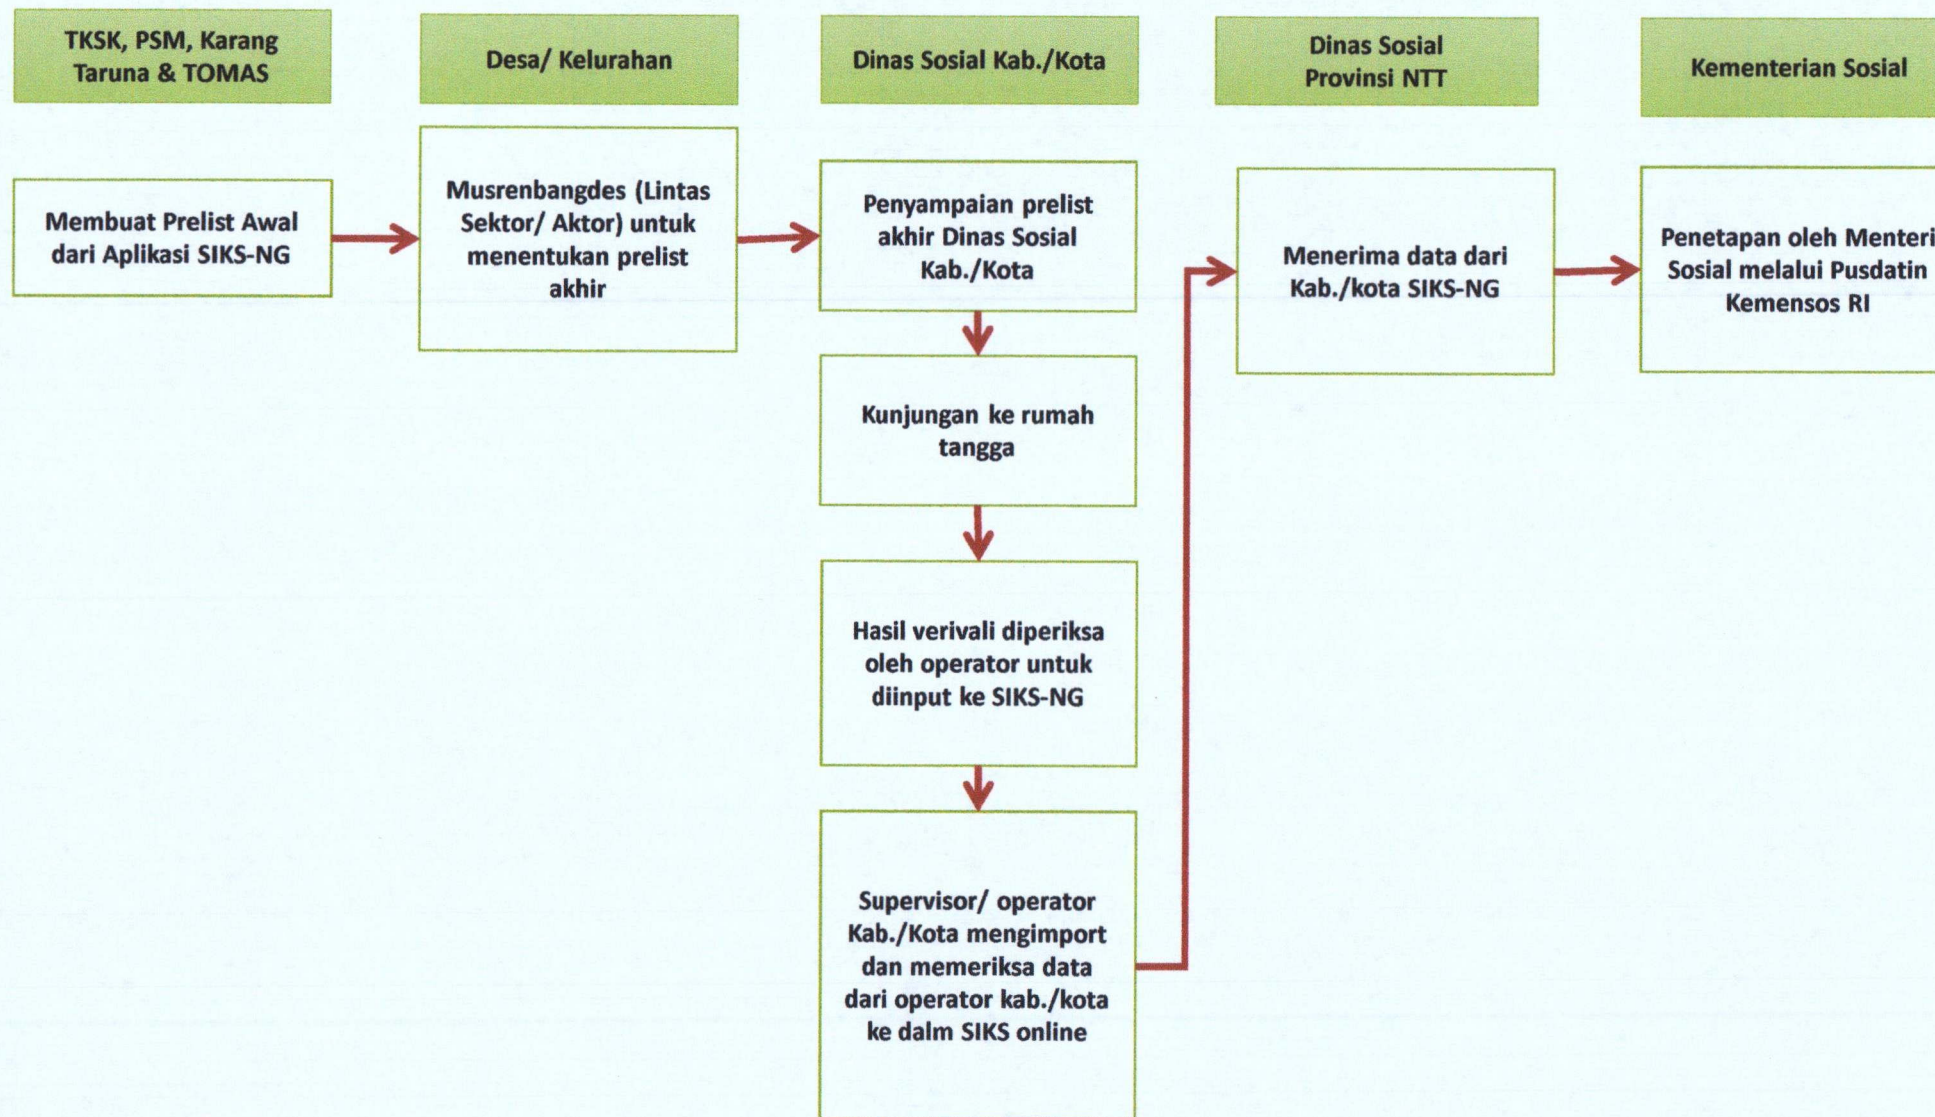 TKSK, PSM, Karang
Taruna & TOMAS
Desa/ Kelurahan
Dinas Sosial Kab./Kota
Dinas Sosial
Provinsi NTT
Kementerian Sosial
Membuat Prelist Awal
dari Aplikasi SIKS-NG
Musrenbangdes (Lintas
Sektor/ Aktor) untuk
menentukan prelist
akhir
Penyampaian prelist
akhir Dinas Sosial
Kab./Kota
Kunjungan ke rumah
tangga
Hasil verivali diperiksa
oleh operator untuk
diinput ke SIKS-NG
Supervisor/ operator
Kab./Kota mengimport
dan memeriksa data
dari operator kab./kota
ke dalm SIKS online
Menerima data dari
Kab./kota SIKS-NG
Penetapan oleh Menteri
Sosial melalui Pusdatin
Kemensos RI